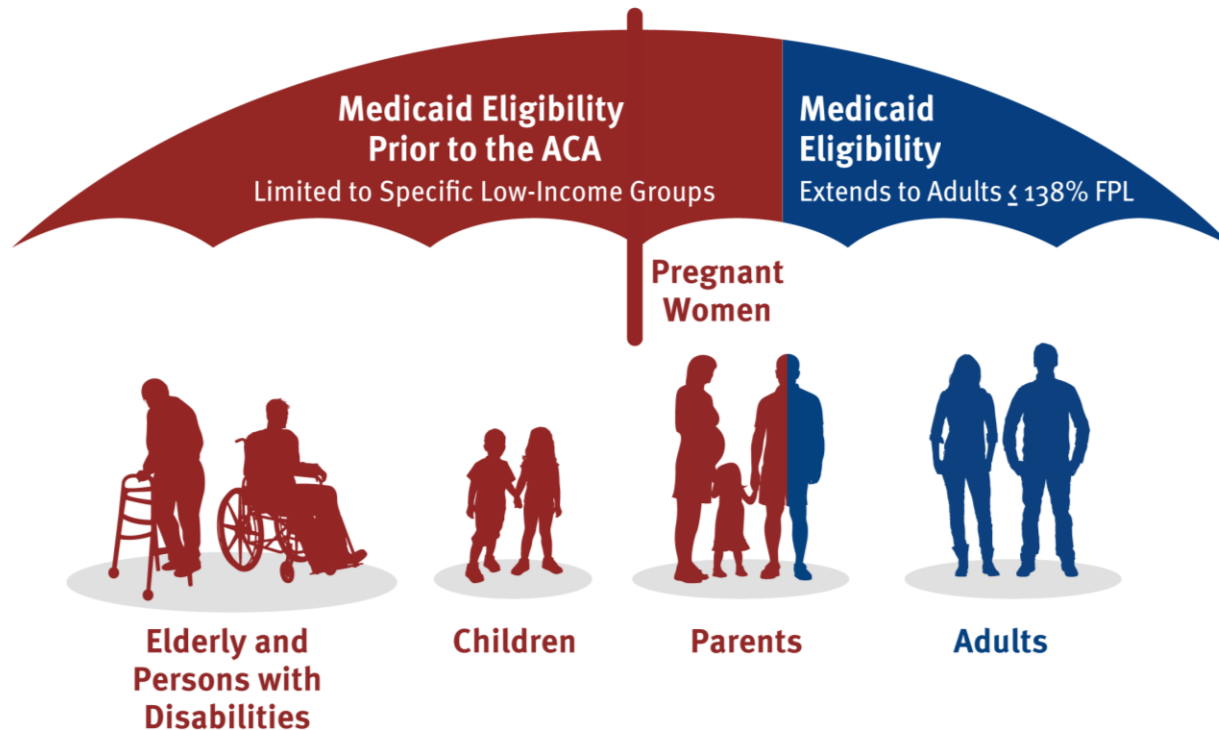 Medicaid Eligibility
Prior to the ACA
Limited to Specific Low-Income Groups
Medicaid
Eligibility
Extends to Adults ≤ 138% FPL
Pregnant
Women
Elderly and
Persons with
Disabilities
Children
Parents
Adults